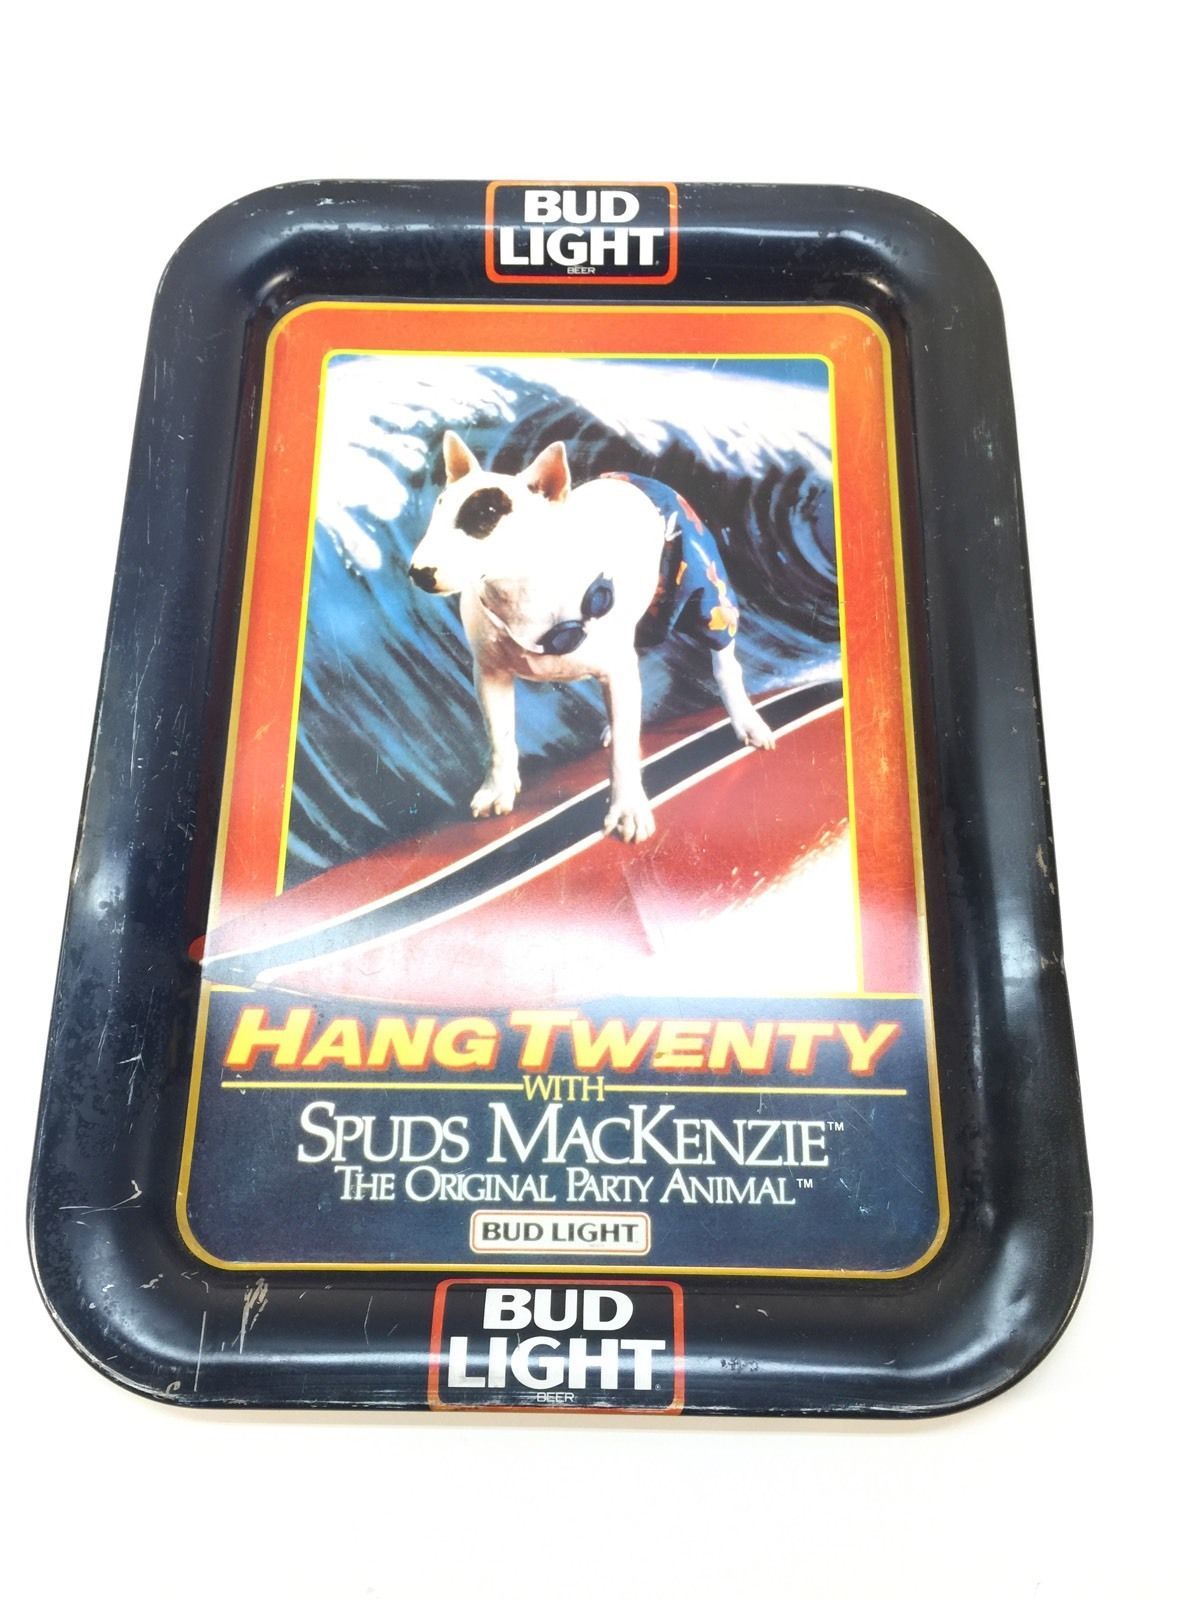 BUD
LIGHT
BEER
HANG TWENTY
WITH
SPUDS MACKENZIE™
THE ORIGINAL PARTY ANIMAL™
BUD LIGHT
BUD
LIGHT
BEER